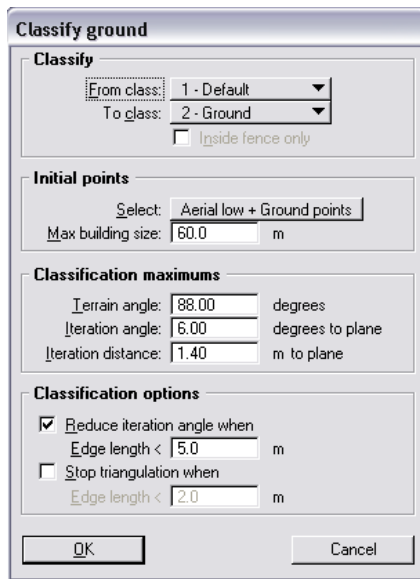 Classify ground
Classify
From class: 1 - Default
To class: 2 - Ground
Inside fence only
Initial points
Select: Aerial low + Ground points
Max building size: 60.0 m
Classification maximums
Terrain angle: 88.00 degrees
Iteration angle: 6.00 degrees to plane
Iteration distance: 1.40 m to plane
Classification options
Reduce iteration angle when
Edge length < 5.0 m
Stop triangulation when
Edge length < 2.0 m
OK Cancel